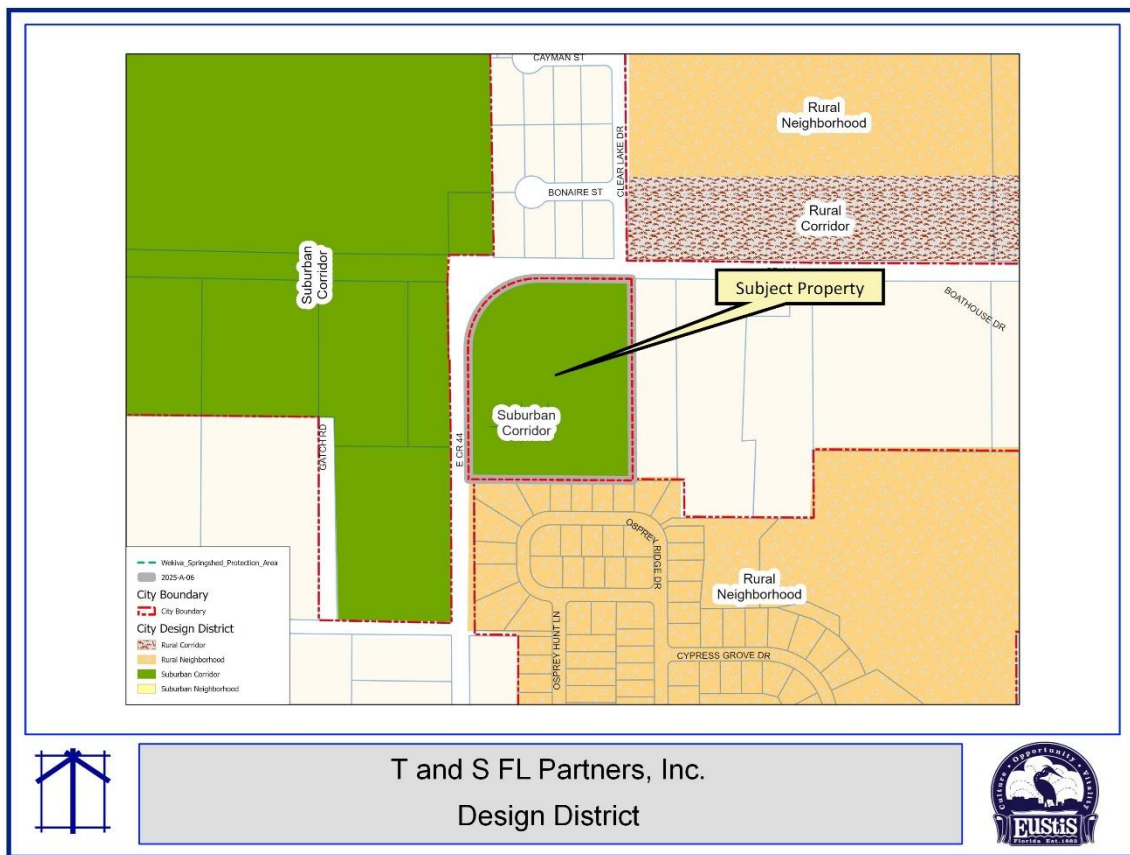 CAYMAN ST
CLEAR LAKE DR
Rural
Neighborhood
BONAIRE ST
Rural
Corridor
Suburban
Corridor
Subject Property
BOATHOUSE DR
Suburban
Corridor
E CR 44
GATCH RD
OSPREY RIDGE DR
Rural
Neighborhood
OSPREY HUNT LN
CYPRESS GROVE DR
Wekiva_Springshed_Protection_Area
2025-A-06
City Boundary
City Boundary
City Design District
Rural Corridor
Rural Neighborhood
Suburban Corridor
Suburban Neighborhood
T and S FL Partners, Inc.
Design District
Culture • Opportunity • Vitality
EUStiS
Florida Est.1883